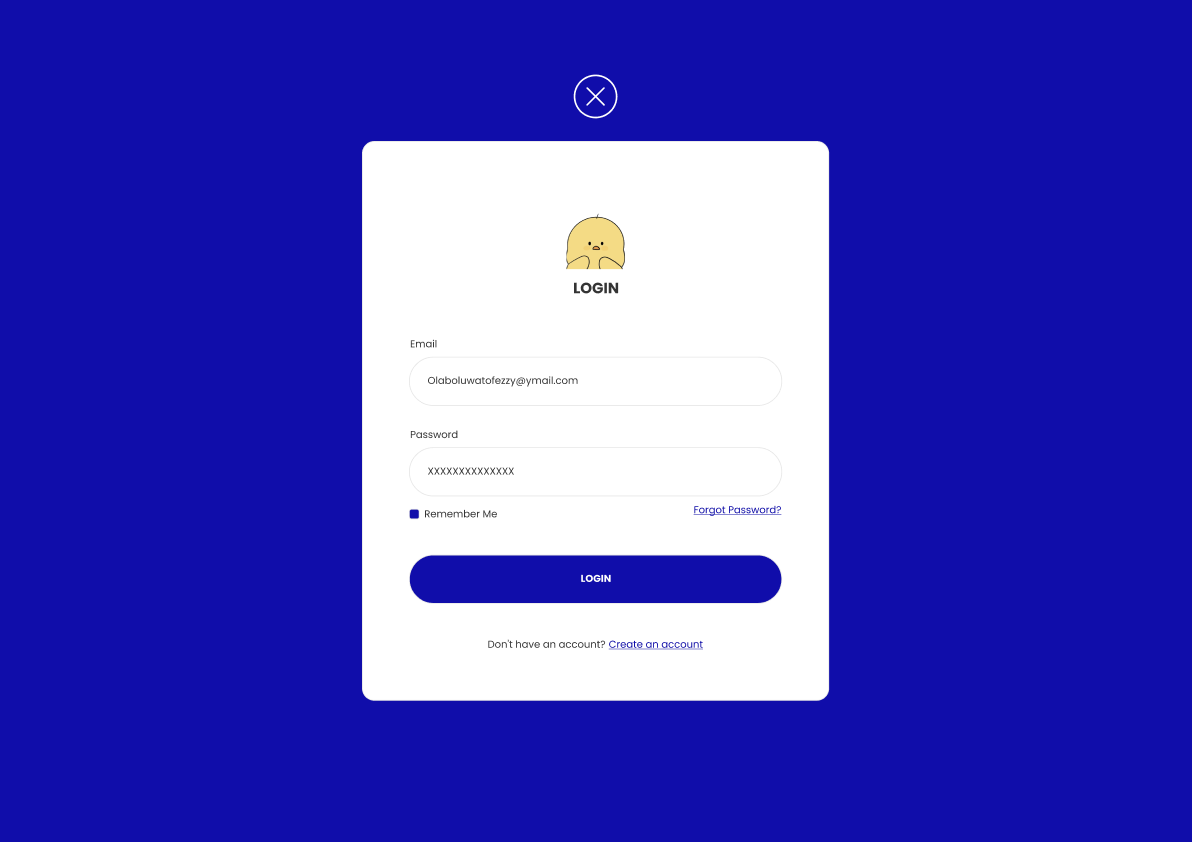 LOGIN
Email
Olaboluwatofezzy@ymail.com
Password
XXXXXXXXXXXXXX
Remember Me
Forgot Password?
LOGIN
Don't have an account? Create an account